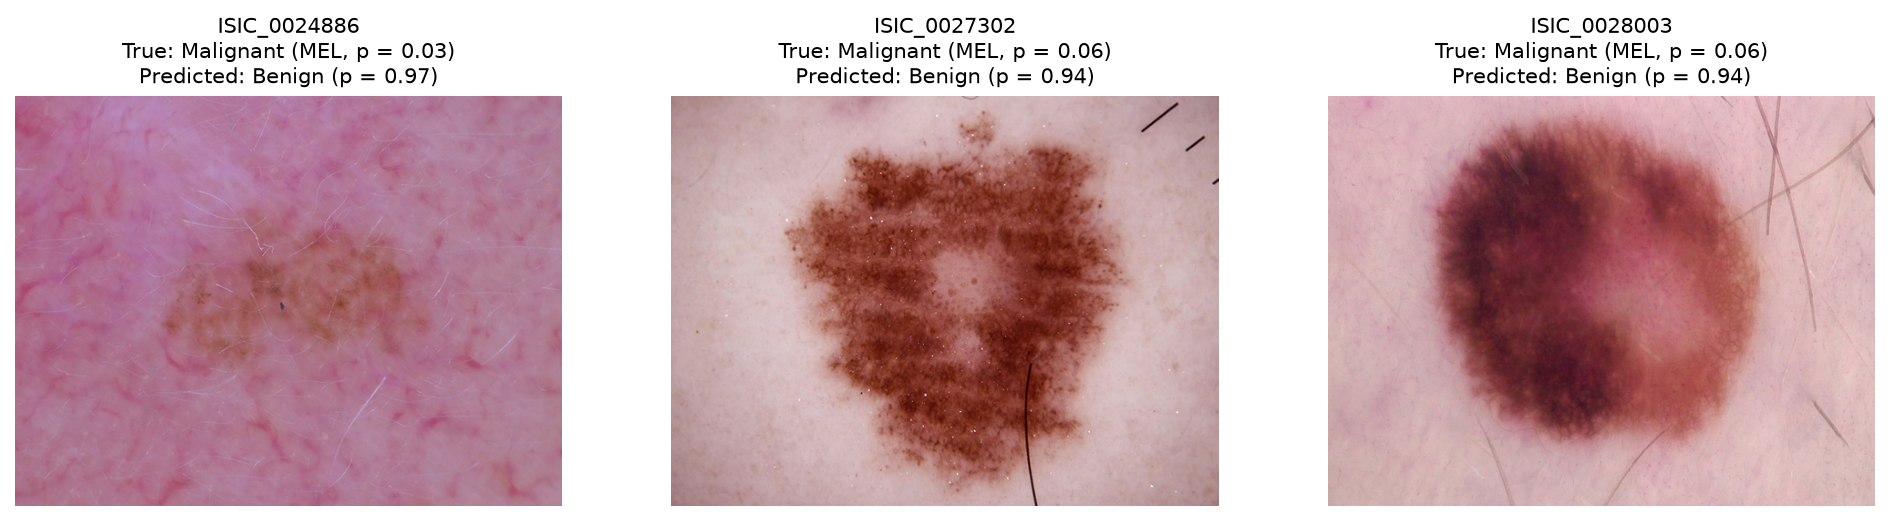 ISIC_0024886
True: Malignant (MEL, p = 0.03)
Predicted: Benign (p = 0.97)
ISIC_0027302
True: Malignant (MEL, p = 0.06)
Predicted: Benign (p = 0.94)
ISIC_0028003
True: Malignant (MEL, p = 0.06)
Predicted: Benign (p = 0.94)